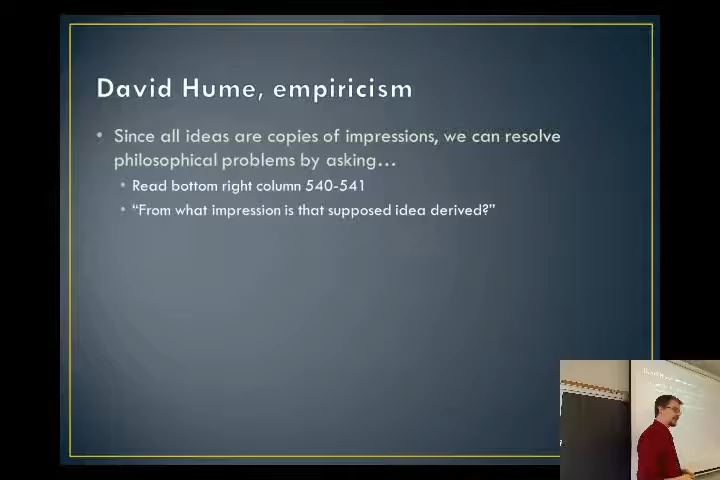 David Hume, empiricism
• Since all ideas are copies of impressions, we can resolve
philosophical problems by asking…
• Read bottom right column 540-541
• “From what impression is that supposed idea derived?”